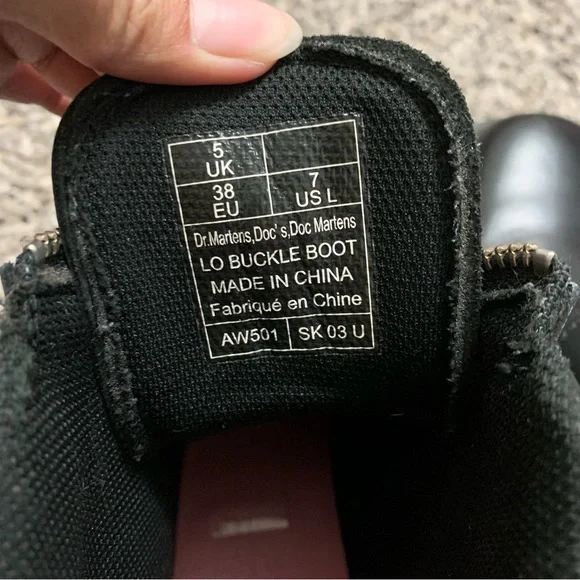 5
UK
38
EU
7
US L
Dr.Martens,Doc's,Doc Martens
LO BUCKLE BOOT
MADE IN CHINA
Fabriqué en Chine
AW501 SK 03 U